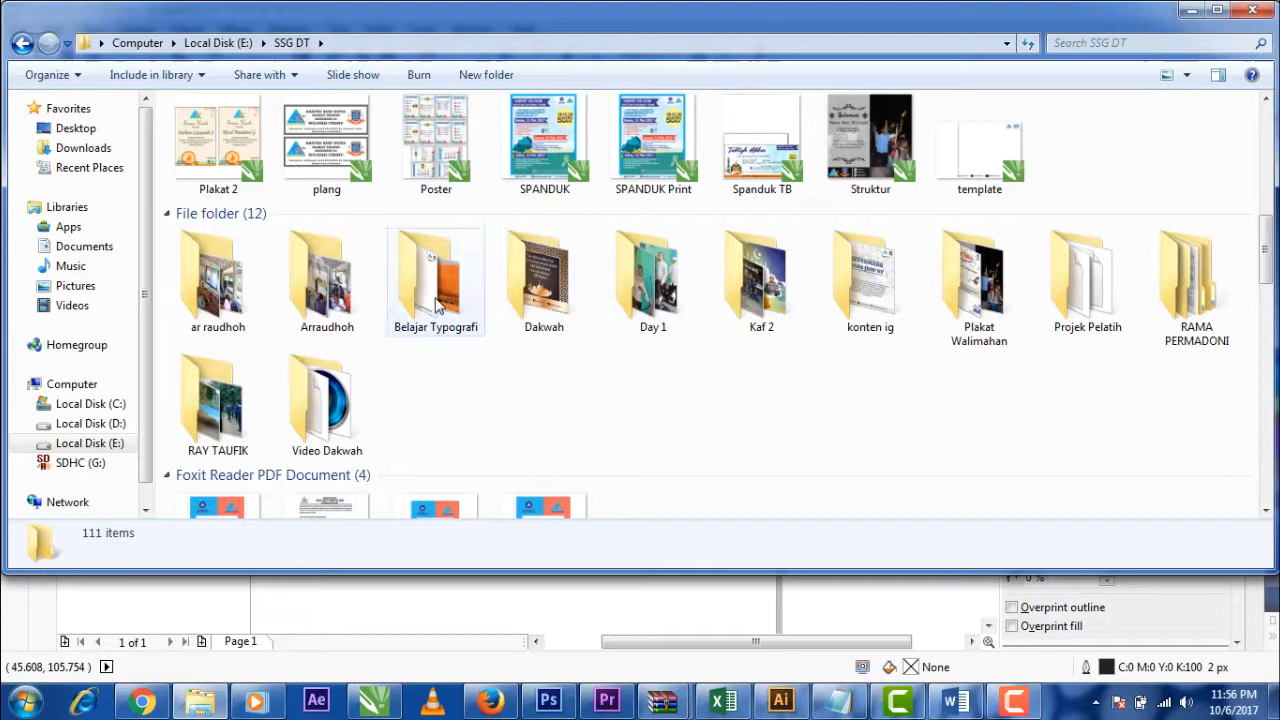 Computer
Local Disk (E:)
SSG DT
Search SSG DT
Organize
Include in library
Share with
Slide show
Burn
New folder
Favorites
Desktop
Downloads
Recent Places
Libraries
Apps
Documents
Music
Pictures
Videos
Homegroup
Computer
Local Disk (C:)
Local Disk (D:)
Local Disk (E:)
SDHC (G:)
Network
Plakat 2
plang
Poster
SPANDUK
SPANDUK Print
Spanduk TB
Struktur
template
File folder (12)
ar raudhoh
Arraudhoh
Belajar Typografi
Dakwah
Day 1
Kaf 2
konten ig
Plakat
Walimahan
Projek Pelatih
RAMA
PERMADONI
RAY TAUFIK
Video Dakwah
Foxit Reader PDF Document (4)
111 items
Overprint outline
Overprint fill
1 of 1
Page 1
(45.608, 105.754)
None
C:0 M:0 Y:0 K:100 2 px
Ae
Ps
Pr
Ai
11:56 PM
10/6/2017